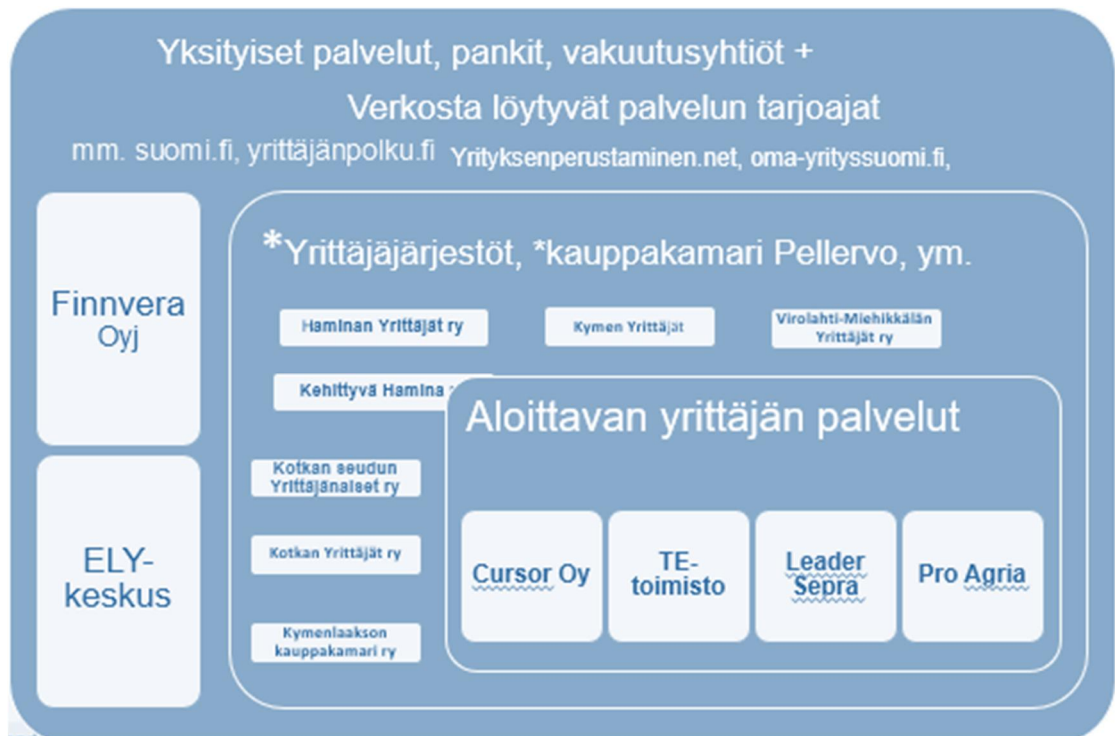 Yksityiset palvelut, pankit, vakuutusyhtiöt +
Verkosta löytyvät palvelun tarjoajat
mm. suomi.fi, yrittäjänpolku.fi Yrityksenperustaminen.net, oma-yrityssuomi.fi,
Finnvera
Oyj
ELY-
keskus
*Yrittäjäjärjestöt, *kauppakamari Pellervo, ym.
Haminan Yrittäjät ry
Kymen Yrittäjät
Virolahti-Miehikkälän
Yrittäjät ry
Kehittyvä Hamina
Kotkan seudun
Yrittäjänaiset ry
Kotkan Yrittäjät ry
Kymenlaakson
kauppakamari ry
Aloittavan yrittäjän palvelut
Cursor Oy
TE-
toimisto
Leader
Sepra
Pro Agria